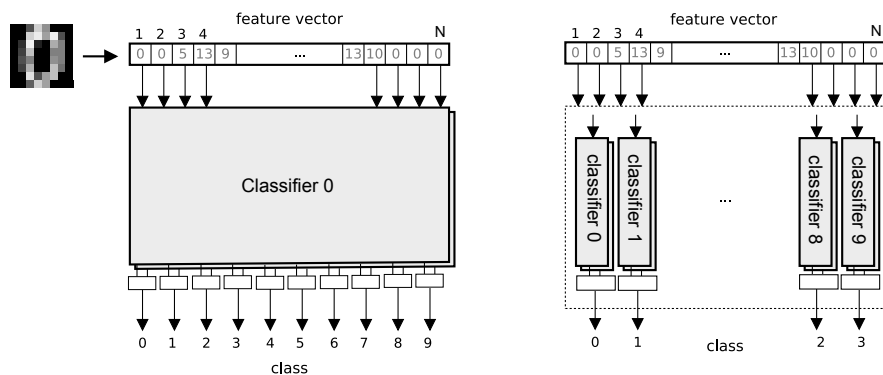 feature vector
1 2 3 4 N
0 0 5 13 9 ... 13 10 0 0 0
Classifier 0
0 1 2 3 4 5 6 7 8 9
class
feature vector
1 2 3 4 N
0 0 5 13 9 ... 13 10 0 0 0
classifier 0
classifier 1
...
classifier 8
classifier 9
0 1 class 2 3